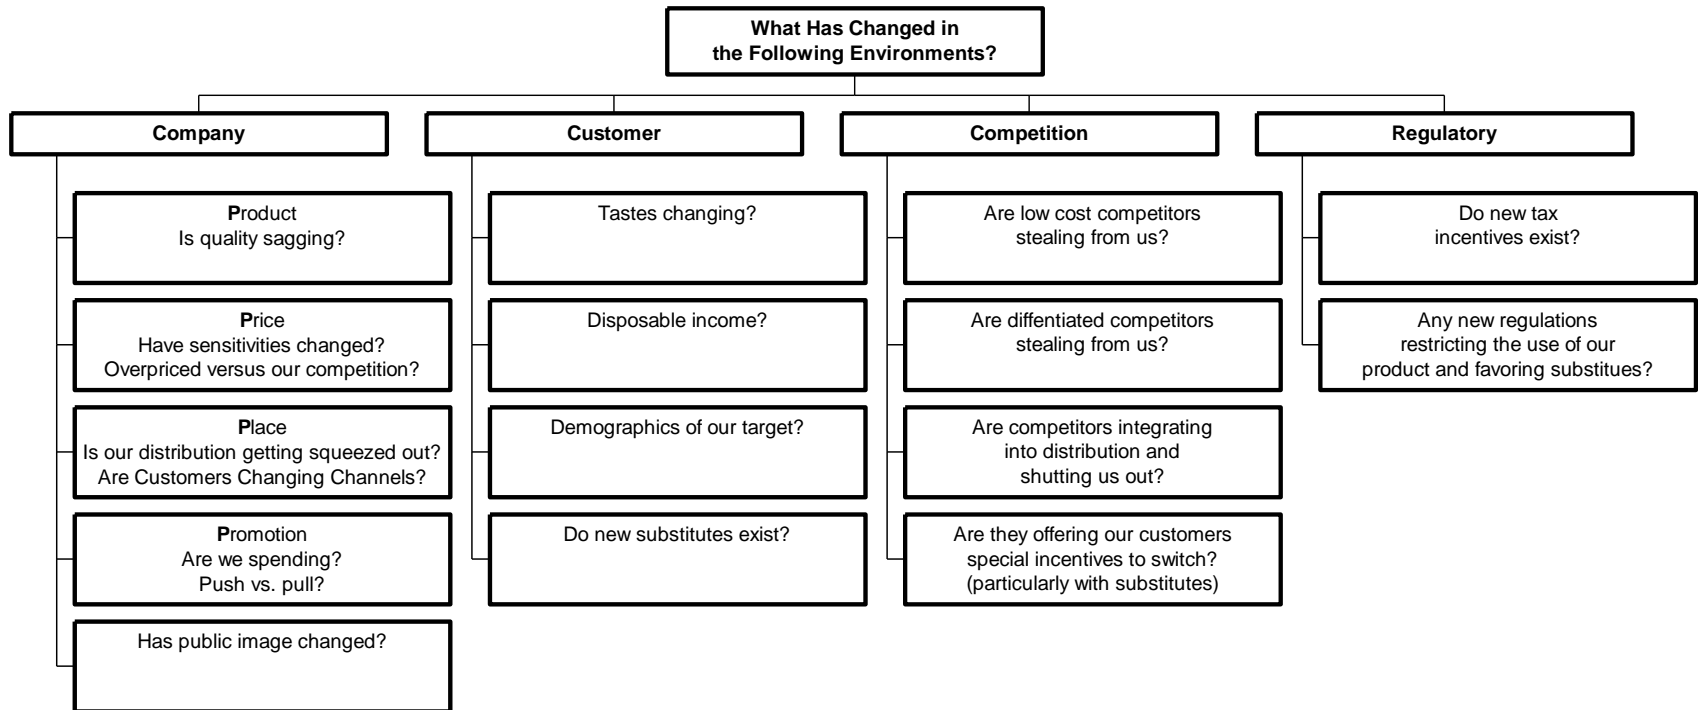 What Has Changed in
the Following Environments?
Company
Product
Is quality sagging?
Price
Have sensitivities changed?
Overpriced versus our competition?
Place
Is our distribution getting squeezed out?
Are Customers Changing Channels?
Promotion
Are we spending?
Push vs. pull?
Has public image changed?
Customer
Tastes changing?
Disposable income?
Demographics of our target?
Do new substitutes exist?
Competition
Are low cost competitors
stealing from us?
Are diffentiated competitors
stealing from us?
Are competitors integrating
into distribution and
shutting us out?
Are they offering our customers
special incentives to switch?
(particularly with substitutes)
Regulatory
Do new tax
incentives exist?
Any new regulations
restricting the use of our
product and favoring substitues?